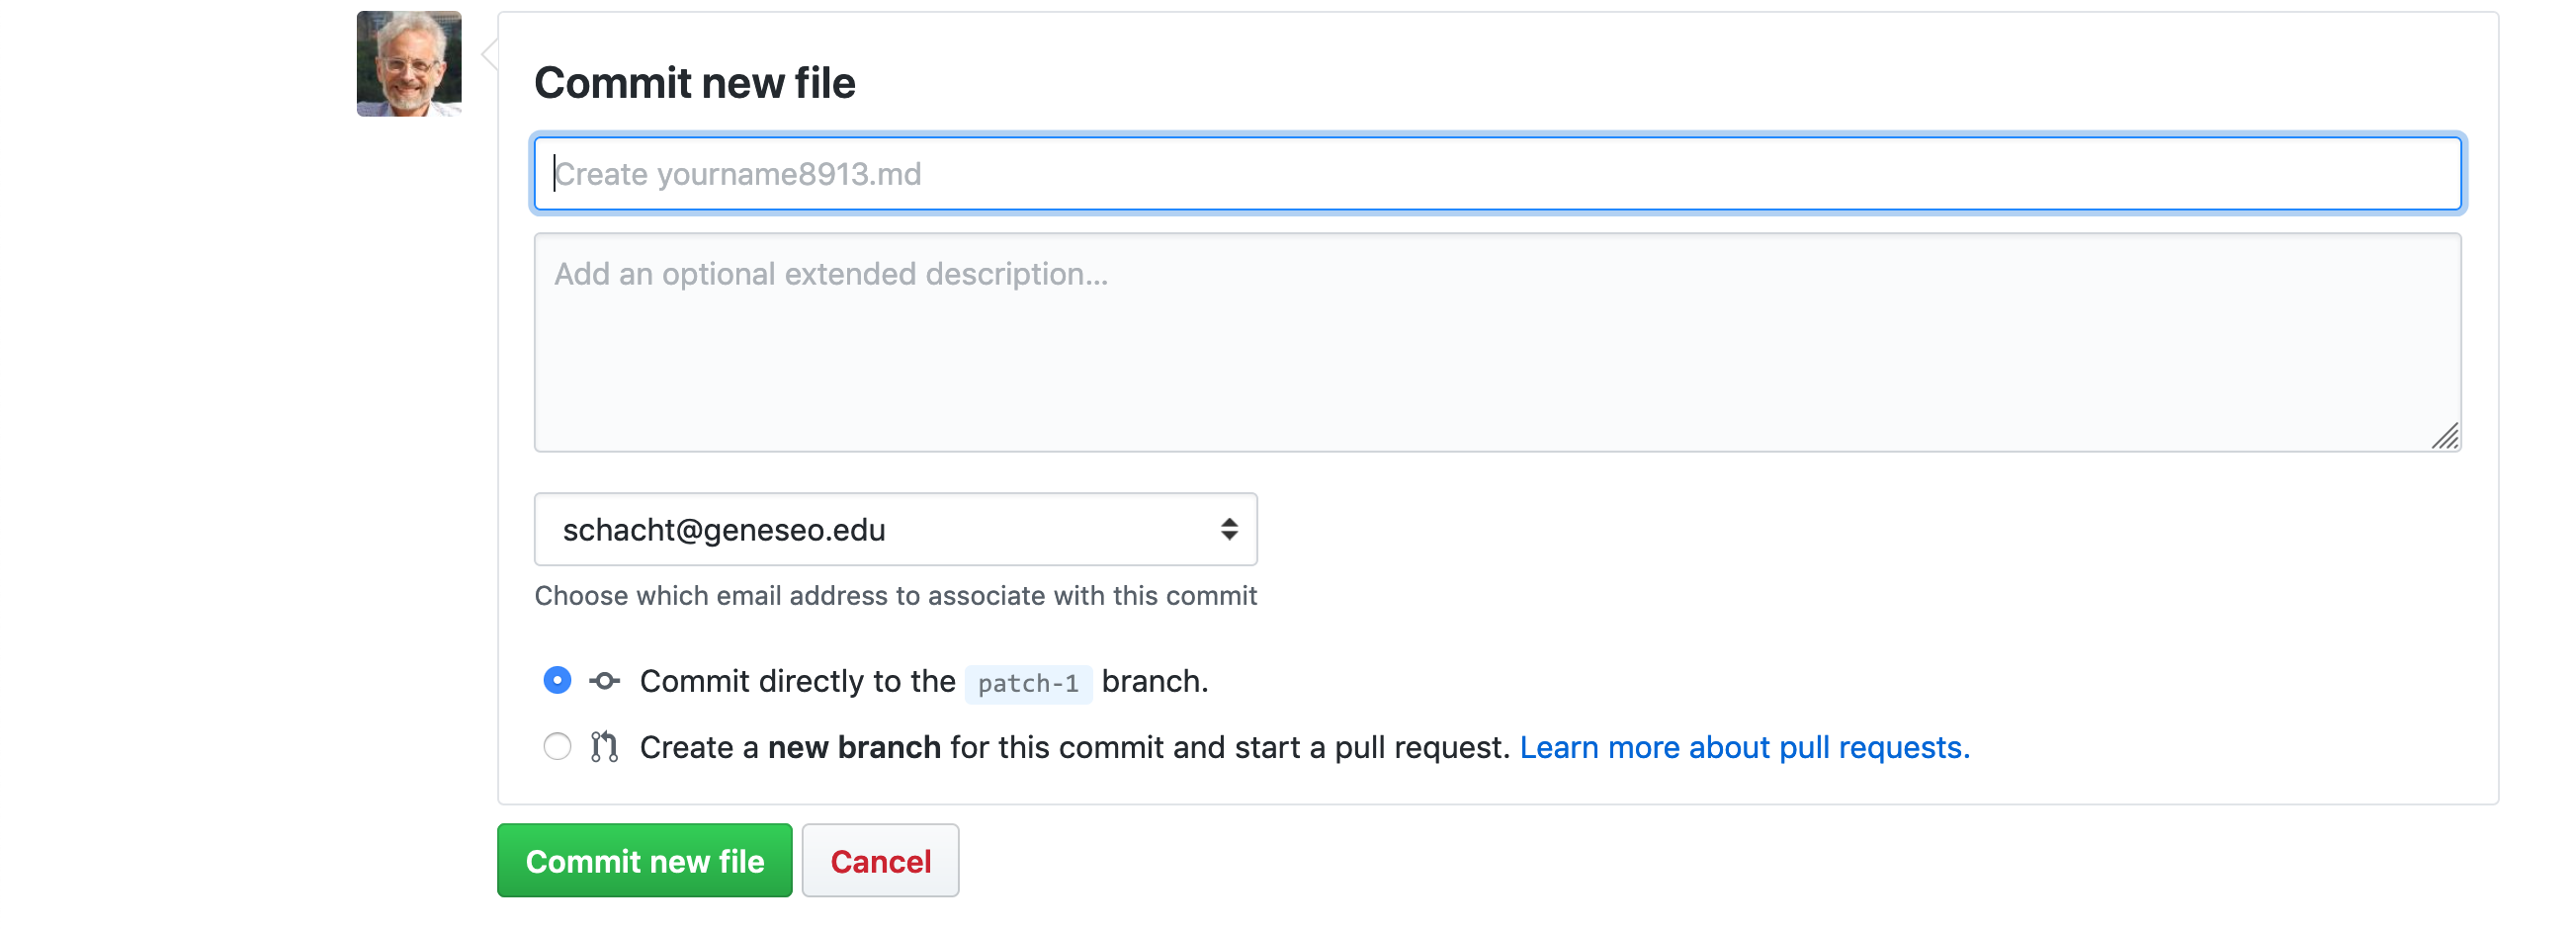 Commit new file
Create yourname8913.md
Add an optional extended description...
schacht@geneseo.edu
Choose which email address to associate with this commit
Commit directly to the patch-1 branch.
Create a new branch for this commit and start a pull request. Learn more about pull requests.
Commit new file Cancel